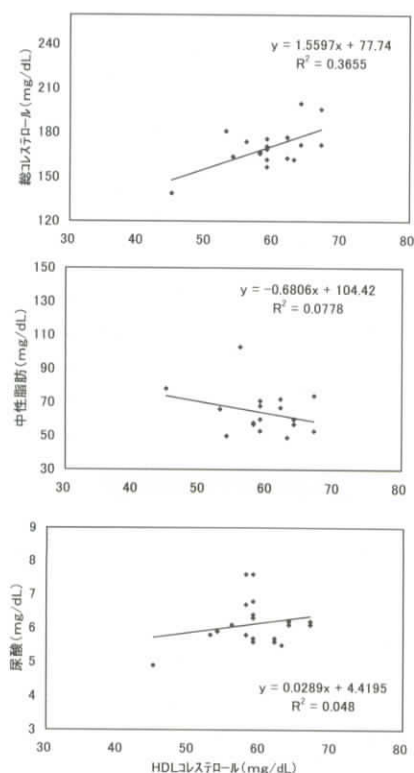 総コレステロール(mg/dL)
260
240
210
180
150
120
30 40 50 60 70 80
y = 1.5597x + 77.74
R² = 0.3655
中性脂肪(mg/dL)
150
130
110
90
70
50
30
30 40 50 60 70 80
y = -0.6806x + 104.42
R² = 0.0778
尿酸(mg/dL)
9
8
7
6
5
4
3
30 40 50 60 70 80
y = 0.0289x + 4.4195
R² = 0.048
HDLコレステロール(mg/dL)